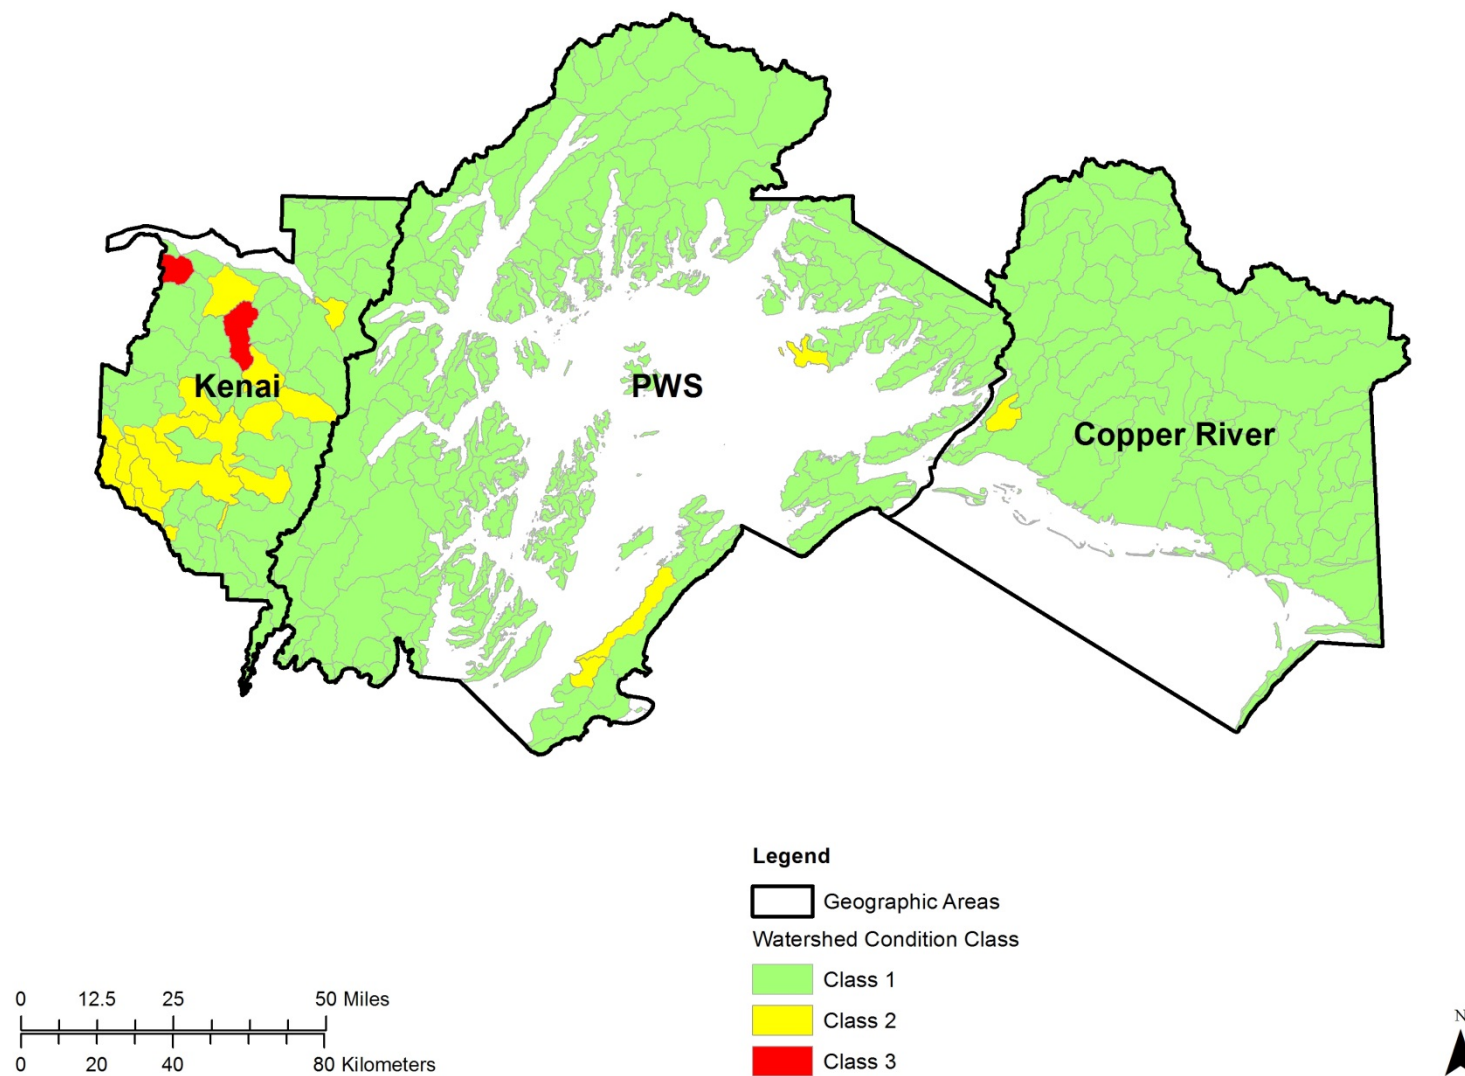 Kenai
PWS
Copper River
Legend
Geographic Areas
Watershed Condition Class
Class 1
Class 2
Class 3
0 12.5 25 50 Miles
0 20 40 80 Kilometers
N